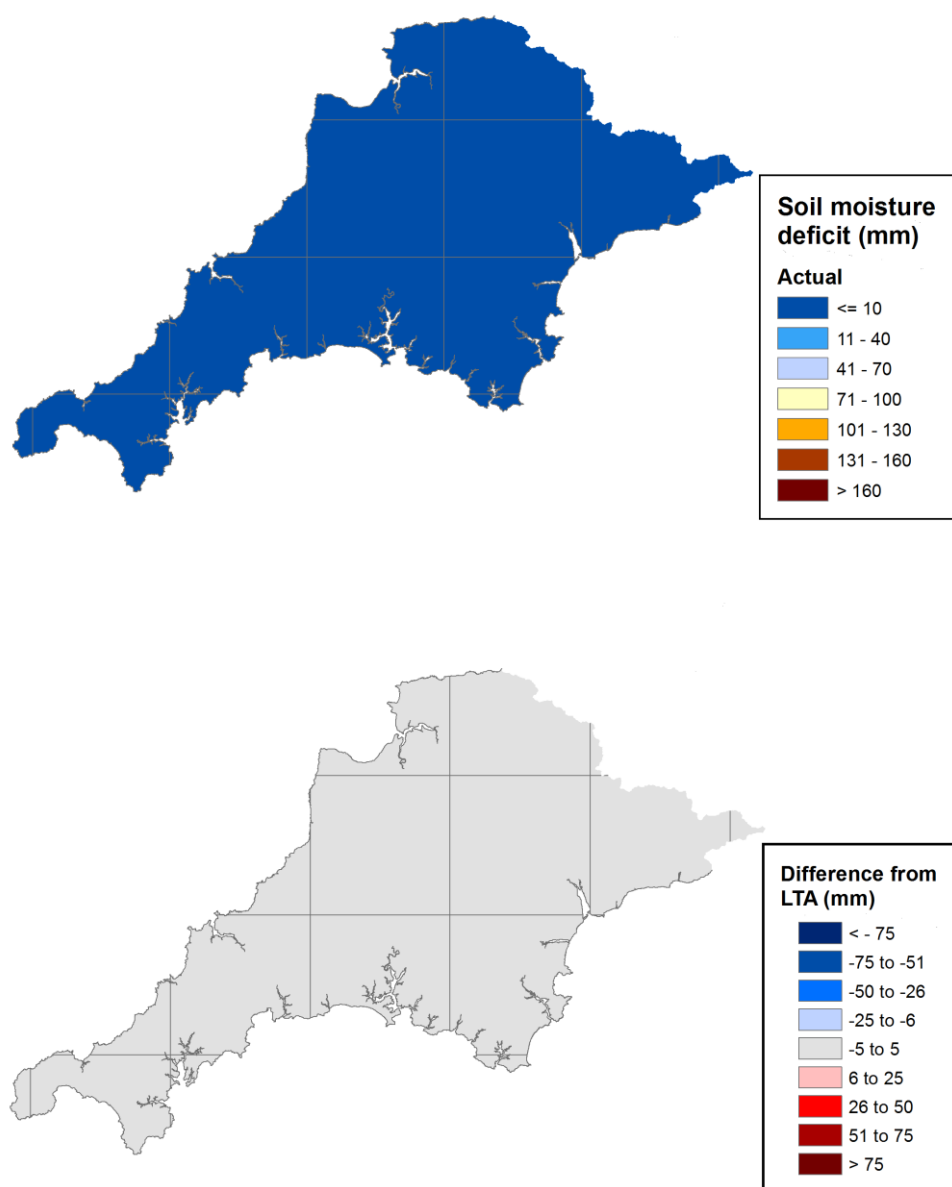 Soil moisture
deficit (mm)
Actual
<= 10
11 - 40
41 - 70
71 - 100
101 - 130
131 - 160
> 160
Difference from
LTA (mm)
< - 75
-75 to -51
-50 to -26
-25 to -6
-5 to 5
6 to 25
26 to 50
51 to 75
> 75